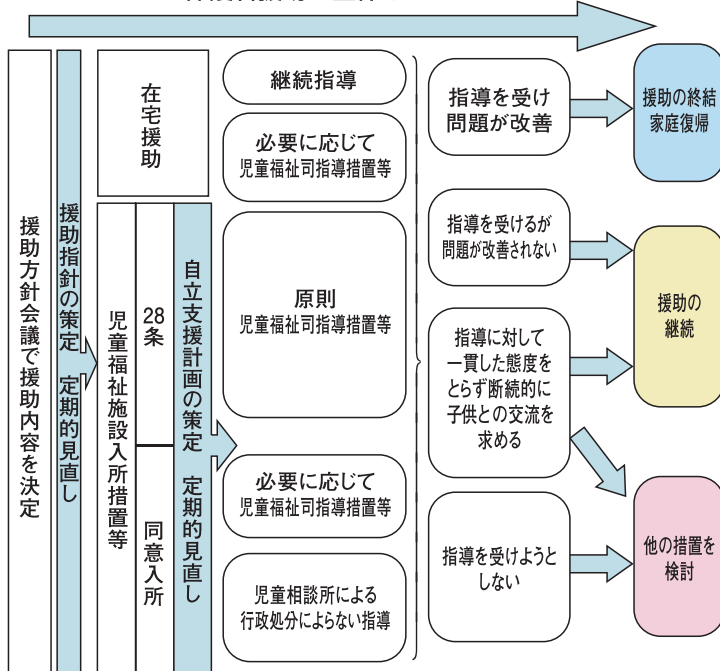 援助方針会議で援助内容を決定
援助指針の策定　定期的見直し
在宅援助
児童福祉施設入所措置等
28条
同意入所
自立支援計画の策定　定期的見直し
継続指導
必要に応じて
児童福祉司指導措置等
原則
児童福祉司指導措置等
必要に応じて
児童福祉司指導措置等
児童相談所による
行政処分によらない指導
指導を受け
問題が改善
指導を受けるが
問題が改善されない
指導に対して
一貫した態度を
とらず断続的に
子供との交流を
求める
指導を受けようと
しない
援助の終結
家庭復帰
援助の
継続
他の措置を
検討